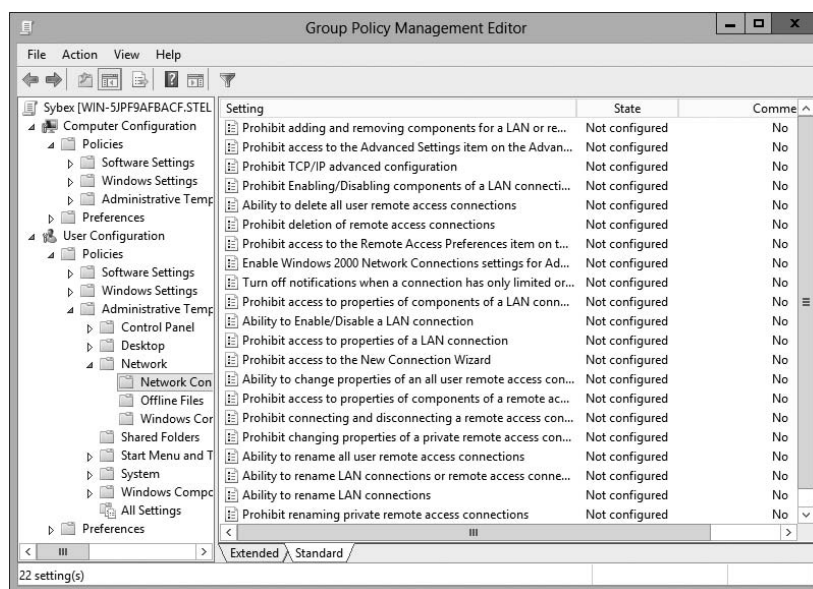 Group Policy Management Editor
File Action View Help
Sybex [WIN-5JPF9AFBACF.STEL
Computer Configuration
Policies
Software Settings
Windows Settings
Administrative Temp
Preferences
User Configuration
Policies
Software Settings
Windows Settings
Administrative Temp
Control Panel
Desktop
Network
Network Con
Offline Files
Windows Cor
Shared Folders
Start Menu and T
System
Windows Compc
All Settings
Preferences
Setting State Comme
Prohibit adding and removing components for a LAN or re... Not configured No
Prohibit access to the Advanced Settings item on the Advan... Not configured No
Prohibit TCP/IP advanced configuration Not configured No
Prohibit Enabling/Disabling components of a LAN connecti... Not configured No
Ability to delete all user remote access connections Not configured No
Prohibit deletion of remote access connections Not configured No
Prohibit access to the Remote Access Preferences item on t... Not configured No
Enable Windows 2000 Network Connections settings for Ad... Not configured No
Turn off notifications when a connection has only limited or... Not configured No
Prohibit access to properties of components of a LAN conn... Not configured No
Ability to Enable/Disable a LAN connection Not configured No
Prohibit access to properties of a LAN connection Not configured No
Prohibit access to the New Connection Wizard Not configured No
Ability to change properties of an all user remote access con... Not configured No
Prohibit access to properties of components of a remote ac... Not configured No
Prohibit connecting and disconnecting a remote access con... Not configured No
Prohibit changing properties of a private remote access con... Not configured No
Ability to rename all user remote access connections Not configured No
Ability to rename LAN connections or remote access conne... Not configured No
Ability to rename LAN connections Not configured No
Prohibit renaming private remote access connections Not configured No
Extended Standard
22 setting(s)